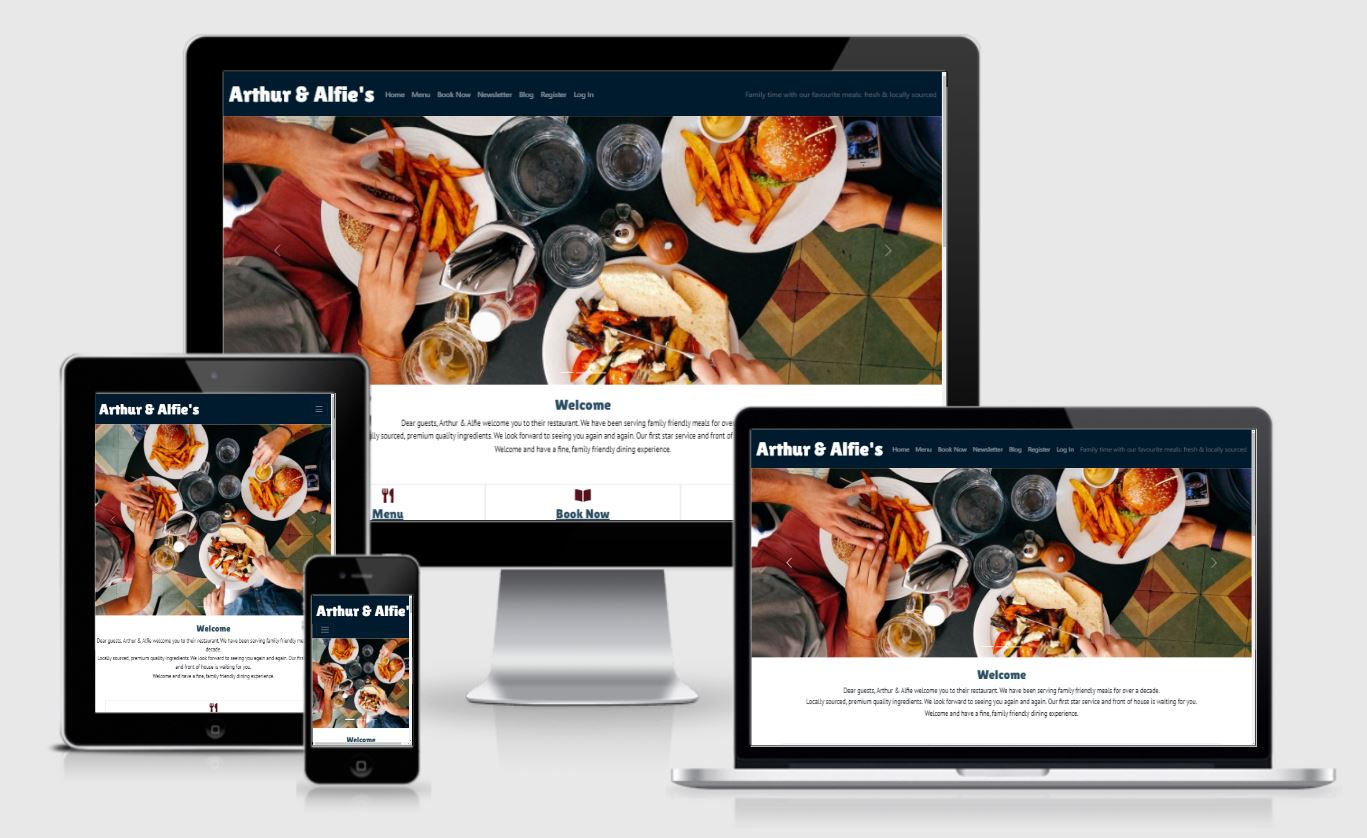 Arthur & Alfie's
Home Menu Book Now Newsletter Blog Register Log In
Family time with our favourite meals: fresh & locally sourced
Welcome
Dear guests, Arthur & Alfie welcome you to their restaurant. We have been serving family friendly meals for over
lly sourced, premium quality ingredients. We look forward to seeing you again and again. Our first star service and front of
Welcome and have a fine, family friendly dining experience.
Menu
Book Now
Arthur & Alfie's
Welcome
Dear guests, Arthur & Alfie welcome you to their restaurant. We have been serving family friendly me
decade.
Locally sourced, premium quality ingredients. We look forward to seeing you again and again. Our first
and front of house is waiting for you.
Welcome and have a fine, family friendly dining experience.
Arthur & Alfie'
Welcome
Arthur & Alfie's
Home Menu Book Now Newsletter Blog Register Log In Family time with our favourite meals: fresh & locally sourced
Welcome
Dear guests, Arthur & Alfie welcome you to their restaurant. We have been serving family friendly meals for over a decade.
Locally sourced, premium quality ingredients. We look forward to seeing you again and again. Our first star service and front of house is waiting for you.
Welcome and have a fine, family friendly dining experience.